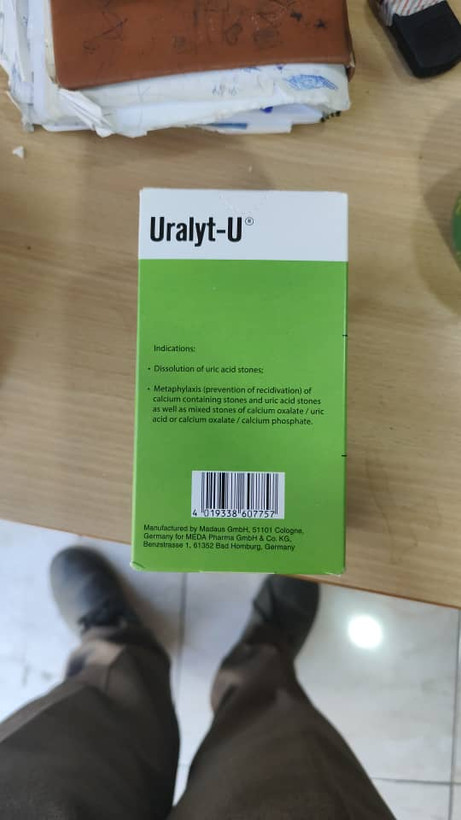 Uralyt-U®
Indications:
• Dissolution of uric acid stones;
• Metaphylaxis (prevention of recidivation) of
calcium containing stones and uric acid stones
as well as mixed stones of calcium oxalate / uric
acid or calcium oxalate / calcium phosphate.
4 019338 607757
Manufactured by Madaus GmbH, 51101 Cologne,
Germany for MEDA Pharma GmbH & Co. KG,
Benzstrasse 1, 61352 Bad Homburg, Germany